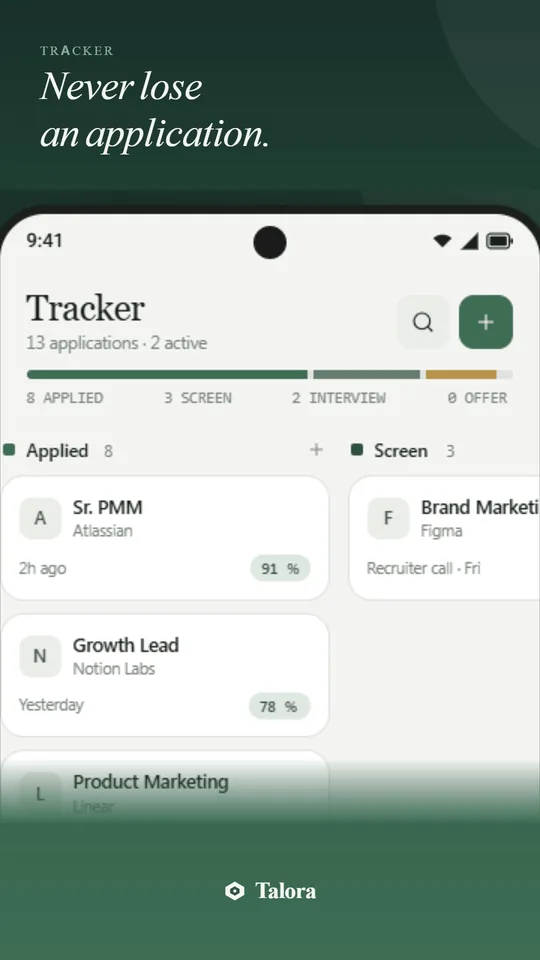 TRACKER
Never lose
an application.
9:41
Tracker
13 applications · 2 active
8 APPLIED 3 SCREEN 2 INTERVIEW 0 OFFER
Applied 8 +
Screen 3
A
Sr. PMM
Atlassian
2h ago
91 %
F
Brand Marketi
Figma
Recruiter call · Fri
N
Growth Lead
Notion Labs
Yesterday
78 %
L
Product Marketing
Linear
Talora